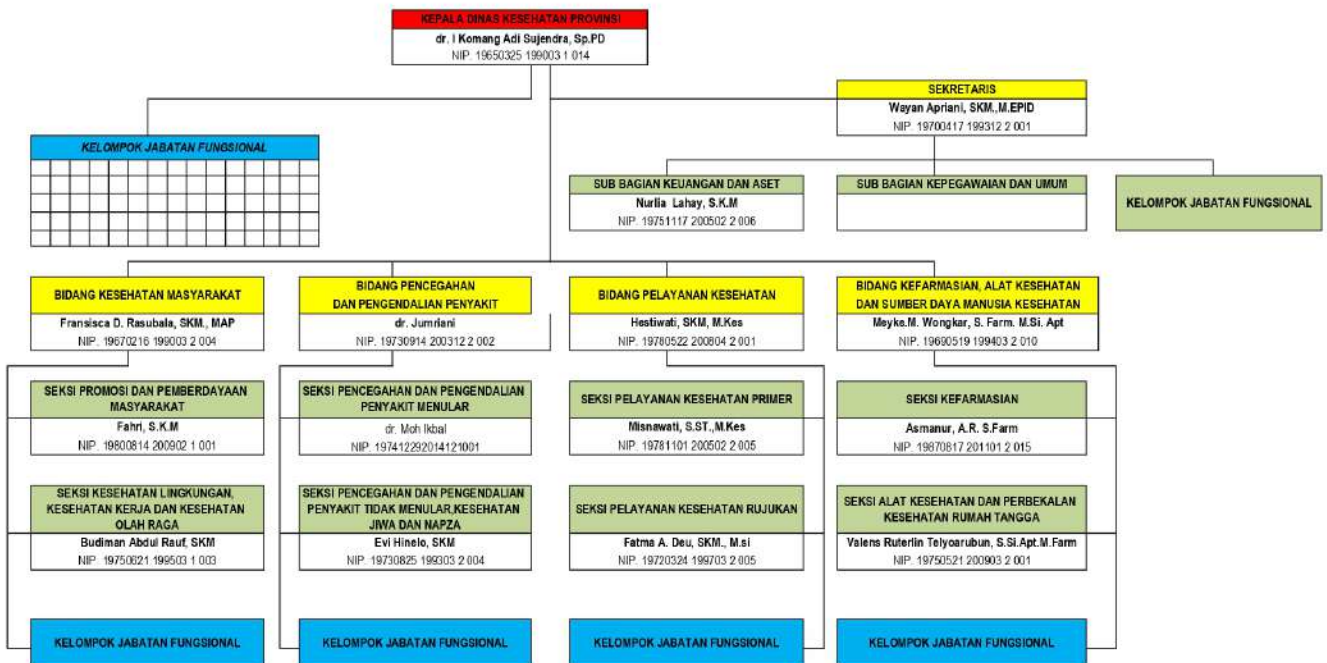 KEPALA DINAS KESEHATAN PROVINSI
dr. I Komang Adi Sujendra, Sp.PD
NIP. 19650325 199003 1 014
SEKRETARIS
Wayan Apriani, SKM.,M.EPID
NIP. 19700417 199312 2 001
KELOMPOK JABATAN FUNGSIONAL
SUB BAGIAN KEUANGAN DAN ASET
Nurlia Lahay, S.K.M
NIP. 19751117 200502 2 006
SUB BAGIAN KEPEGAWAIAN DAN UMUM
KELOMPOK JABATAN FUNGSIONAL
BIDANG KESEHATAN MASYARAKAT
Fransisca D. Rasubala, SKM., MAP
NIP. 19670216 199003 2 004
BIDANG PENCEGAHAN
DAN PENGENDALIAN PENYAKIT
dr. Jumriani
NIP. 19730914 200312 2 002
BIDANG PELAYANAN KESEHATAN
Hestiwati, SKM, M.Kes
NIP. 19780522 200804 2 001
BIDANG KEFARMASIAN, ALAT KESEHATAN
DAN SUMBER DAYA MANUSIA KESEHATAN
Meyke.M. Wongkar, S. Farm. M.Si. Apt
NIP. 19690519 199403 2 010
SEKSI PROMOSI DAN PEMBERDAYAAN
MASYARAKAT
Fahri, S.K.M
NIP. 19800814 200902 1 001
SEKSI PENCEGAHAN DAN PENGENDALIAN
PENYAKIT MENULAR
dr. Moh Ikbal
NIP. 197412292014121001
SEKSI PELAYANAN KESEHATAN PRIMER
Misnawati, S.ST.,M.Kes
NIP. 19781101 200502 2 005
SEKSI KEFARMASIAN
Asmanur, A.R. S.Farm
NIP. 19870817 201101 2 015
SEKSI KESEHATAN LINGKUNGAN,
KESEHATAN KERJA DAN KESEHATAN
OLAH RAGA
Budiman Abdul Rauf, SKM
NIP. 19750621 199503 1 003
SEKSI PENCEGAHAN DAN PENGENDALIAN
PENYAKIT TIDAK MENULAR,KESEHATAN
JIWA DAN NAPZA
Evi Hinelo, SKM
NIP. 19730825 199303 2 004
SEKSI PELAYANAN KESEHATAN RUJUKAN
Fatma A. Deu, SKM., M.si
NIP. 19720324 199703 2 005
SEKSI ALAT KESEHATAN DAN PERBEKALAN
KESEHATAN RUMAH TANGGA
Valens Ruterlin Telyoarubun, S.Si.Apt.M.Farm
NIP. 19750521 200903 2 001
KELOMPOK JABATAN FUNGSIONAL
KELOMPOK JABATAN FUNGSIONAL
KELOMPOK JABATAN FUNGSIONAL
KELOMPOK JABATAN FUNGSIONAL